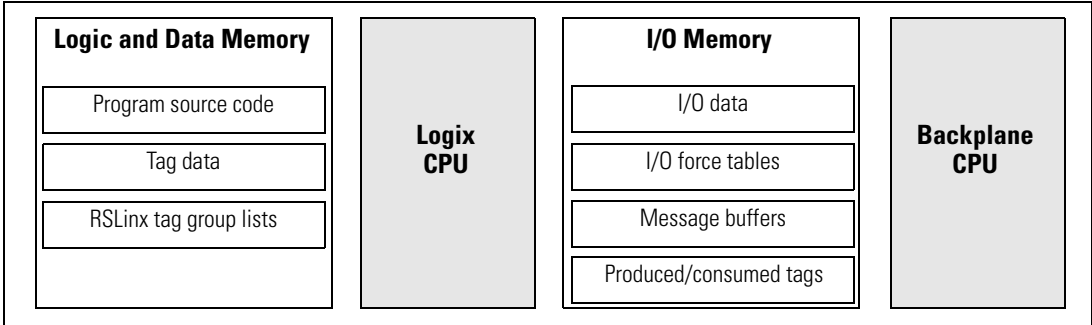 Logic and Data Memory
Program source code
Tag data
RSLinx tag group lists
Logix
CPU
I/O Memory
I/O data
I/O force tables
Message buffers
Produced/consumed tags
Backplane
CPU